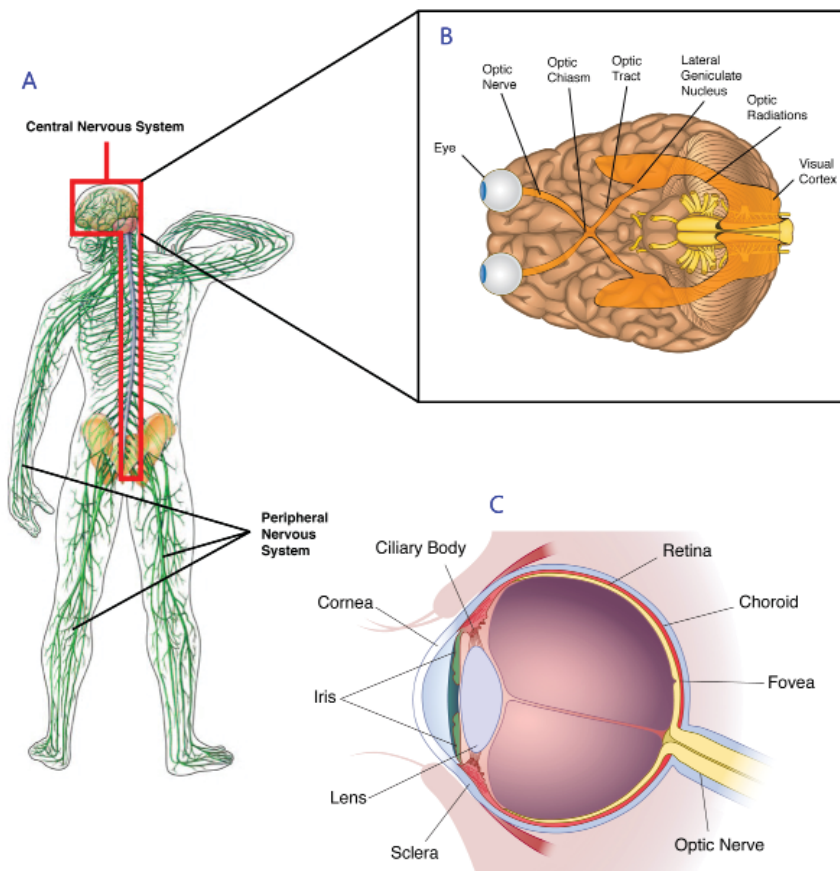 A
Central Nervous System
Peripheral
Nervous
System
B
Optic
Nerve
Optic
Chiasm
Optic
Tract
Lateral
Geniculate
Nucleus
Optic
Radiations
Eye
Visual
Cortex
C
Ciliary Body
Retina
Cornea
Choroid
Iris
Fovea
Lens
Sclera
Optic Nerve